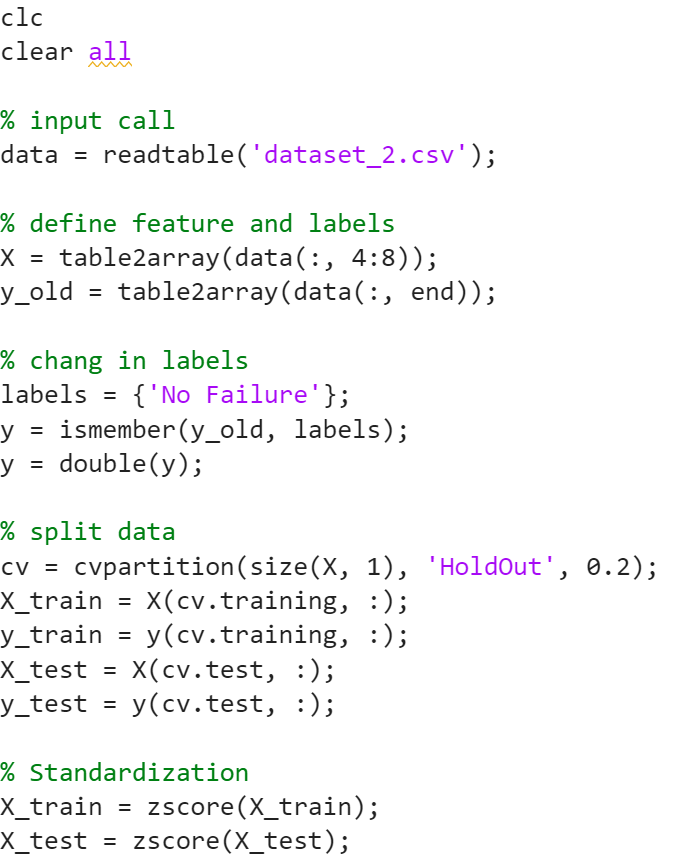 clc
clear all
% input call
data = readtable('dataset_2.csv');
% define feature and labels
X = table2array(data(:, 4:8));
y_old = table2array(data(:, end));
% chang in labels
labels = {'No Failure'};
y = ismember(y_old, labels);
y = double(y);
% split data
cv = cvpartition(size(X, 1), 'HoldOut', 0.2);
X_train = X(cv.training, :);
y_train = y(cv.training, :);
X_test = X(cv.test, :);
y_test = y(cv.test, :);
% Standardization
X_train = zscore(X_train);
X_test = zscore(X_test);